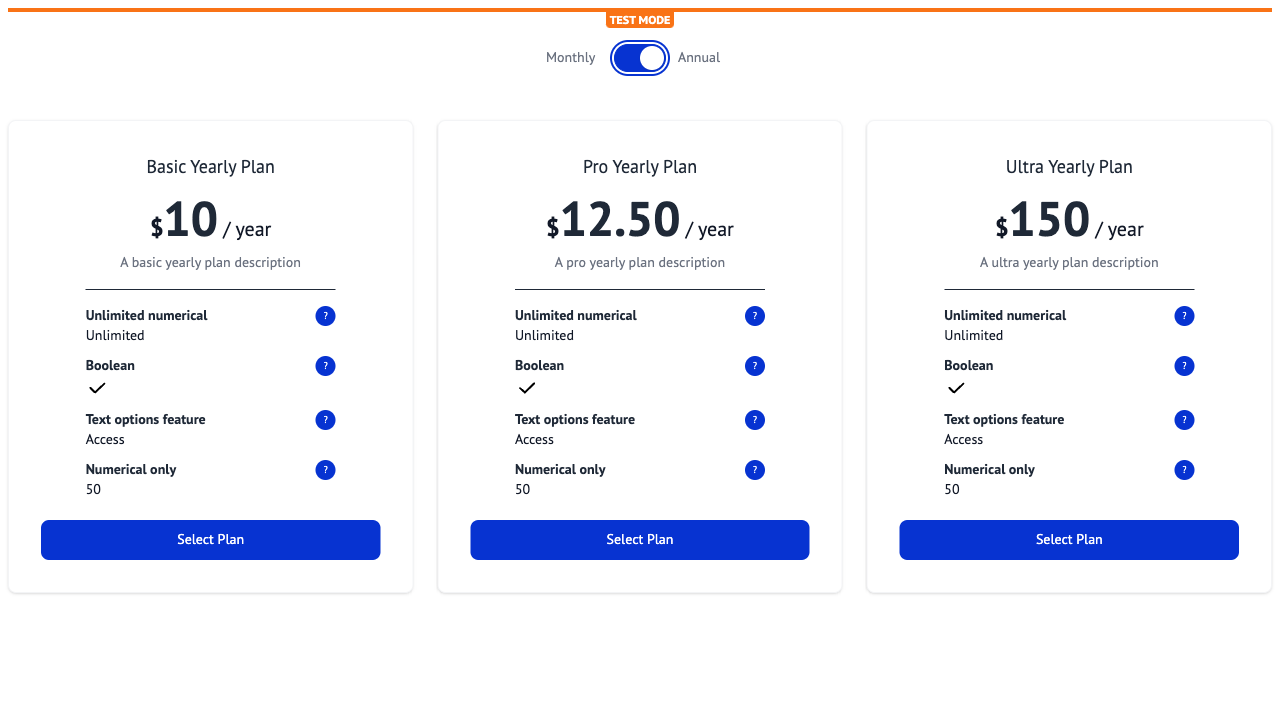 TEST MODE
Monthly Annual
Basic Yearly Plan
$10 / year
A basic yearly plan description
Unlimited numerical ?
Unlimited
Boolean ?
Text options feature ?
Access
Numerical only ?
50
Select Plan
Pro Yearly Plan
$12.50 / year
A pro yearly plan description
Unlimited numerical ?
Unlimited
Boolean ?
Text options feature ?
Access
Numerical only ?
50
Select Plan
Ultra Yearly Plan
$150 / year
A ultra yearly plan description
Unlimited numerical ?
Unlimited
Boolean ?
Text options feature ?
Access
Numerical only ?
50
Select Plan